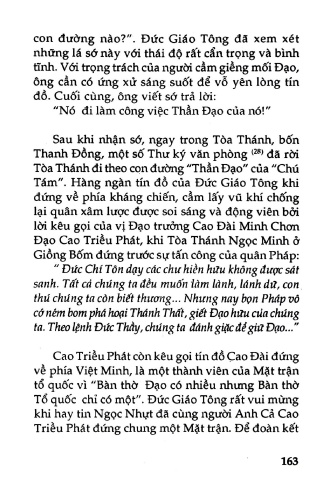 con đường nào?". Đức Giáo Tông đã xem xét
những lá sớ này với thái độ rất cẩn trọng và bình
tĩnh. Với trọng trách của người cầm giềng mối Đạo,
ông cần có ứng xử sáng suốt để vỗ yên lòng tín
đồ. Cuối cùng, ông viết sớ trả lời:
"Nó đi làm công việc Thần Đạo của nó!"
Sau khi nhận sớ, ngay trong Tòa Thánh, bốn
Thanh Đồng, một số Thư ký văn phòng (28) đã rời
Tòa Thánh đi theo con đường "Thần Đạo" của "Chú
Tám". Hàng ngàn tín đồ của Đức Giáo Tông khi
đứng về phía kháng chiến, cầm lấy vũ khí chống
lại quân xâm lược được soi sáng và động viên bởi
lời kêu gọi của vị Đạo trưởng Cao Đài Minh Chơn
Đạo Cao Triều Phát, khi Tòa Thánh Ngọc Minh ở
Giồng Bốm đứng trước sự tấn công của quân Pháp:
" Đức Chí Tôn dạy các chư hiền hữu không được sát
sanh. Tất cả chúng ta đều muốn làm lành, lánh dữ, con
thú chúng ta còn biết thương... Nhưng nay bọn Pháp vô
cớ ném bom phá hoại Thánh Thất, giết Đạo hữu của chúng
ta. Theo lệnh Đức Thầy, chúng ta đánh giặc để giữ Đạo..."
Cao Triều Phát còn kêu gọi tín đồ Cao Đài đứng
về phía Việt Minh, là một thành viên của Mặt trận
tổ quốc vì "Bàn thờ Đạo có nhiều nhưng Bàn thờ
Tổ quốc chỉ có một". Đức Giáo Tông rất vui mừng
khi hay tin Ngọc Nhựt đã cùng người Anh Cả Cao
Triều Phát đứng chung một Mặt trận. Để đoàn kết
163